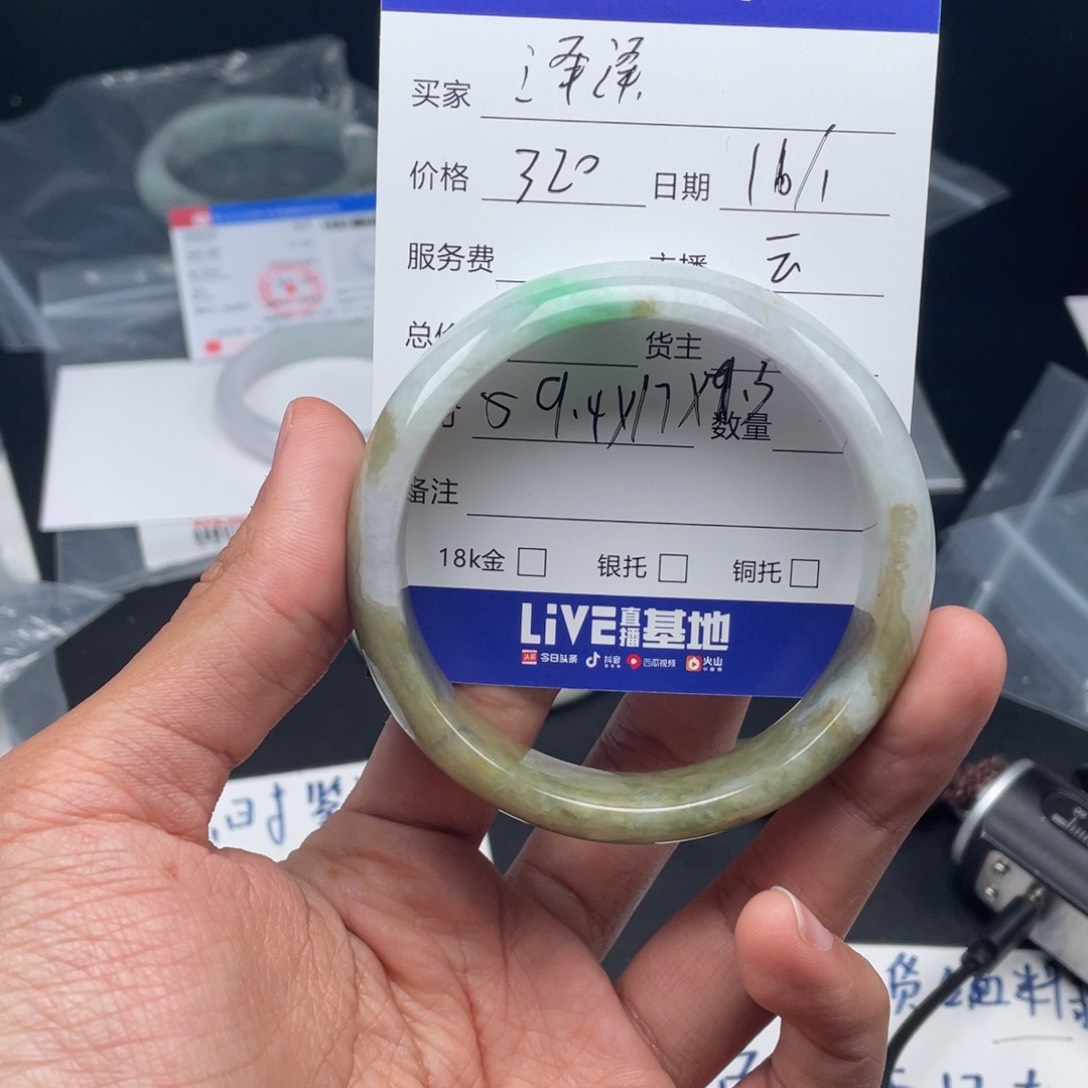 买家 泽泽
价格 320 日期 16/1
服务费 主播 云
总价 货主
59.4x17x9.5 数量
备注
18k金 □ 银托 □ 铜托 □
LiVE直播基地
今日头条 抖音 西瓜视频 火山